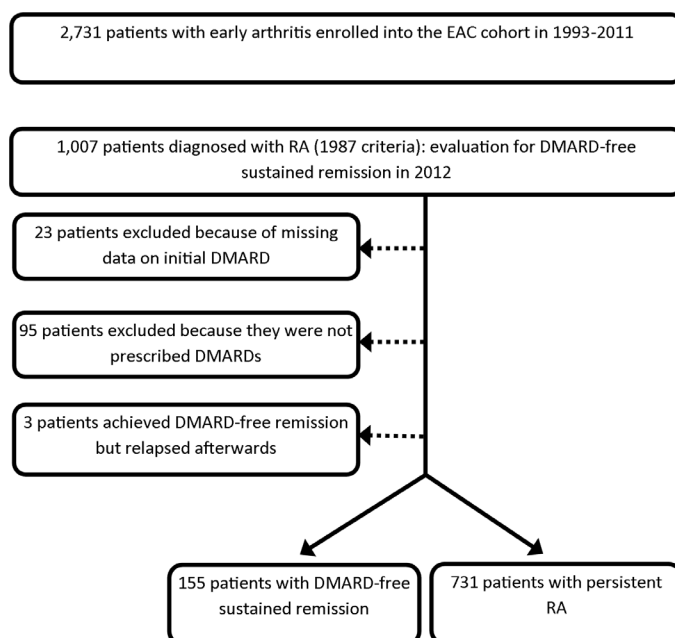 2,731 patients with early arthritis enrolled into the EAC cohort in 1993-2011
1,007 patients diagnosed with RA (1987 criteria): evaluation for DMARD-free
sustained remission in 2012
23 patients excluded because of missing
data on initial DMARD
95 patients excluded because they were not
prescribed DMARDs
3 patients achieved DMARD-free remission
but relapsed afterwards
155 patients with DMARD-free
sustained remission
731 patients with persistent
RA